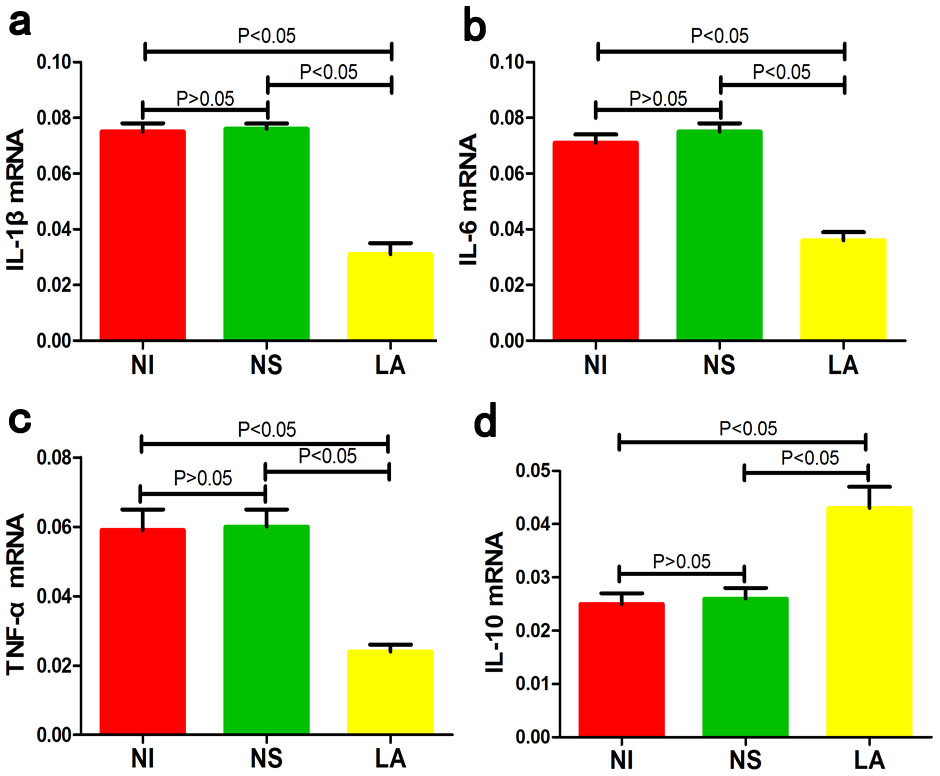 a
P<0.05
P<0.05
P>0.05
IL-1β mRNA
0.10
0.08
0.06
0.04
0.02
0.00
NI NS LA
b
P<0.05
P<0.05
P>0.05
IL-6 mRNA
0.10
0.08
0.06
0.04
0.02
0.00
NI NS LA
c
P<0.05
P<0.05
P>0.05
TNF-α mRNA
0.08
0.06
0.04
0.02
0.00
NI NS LA
d
P<0.05
P<0.05
P>0.05
IL-10 mRNA
0.05
0.04
0.03
0.02
0.01
0.00
NI NS LA